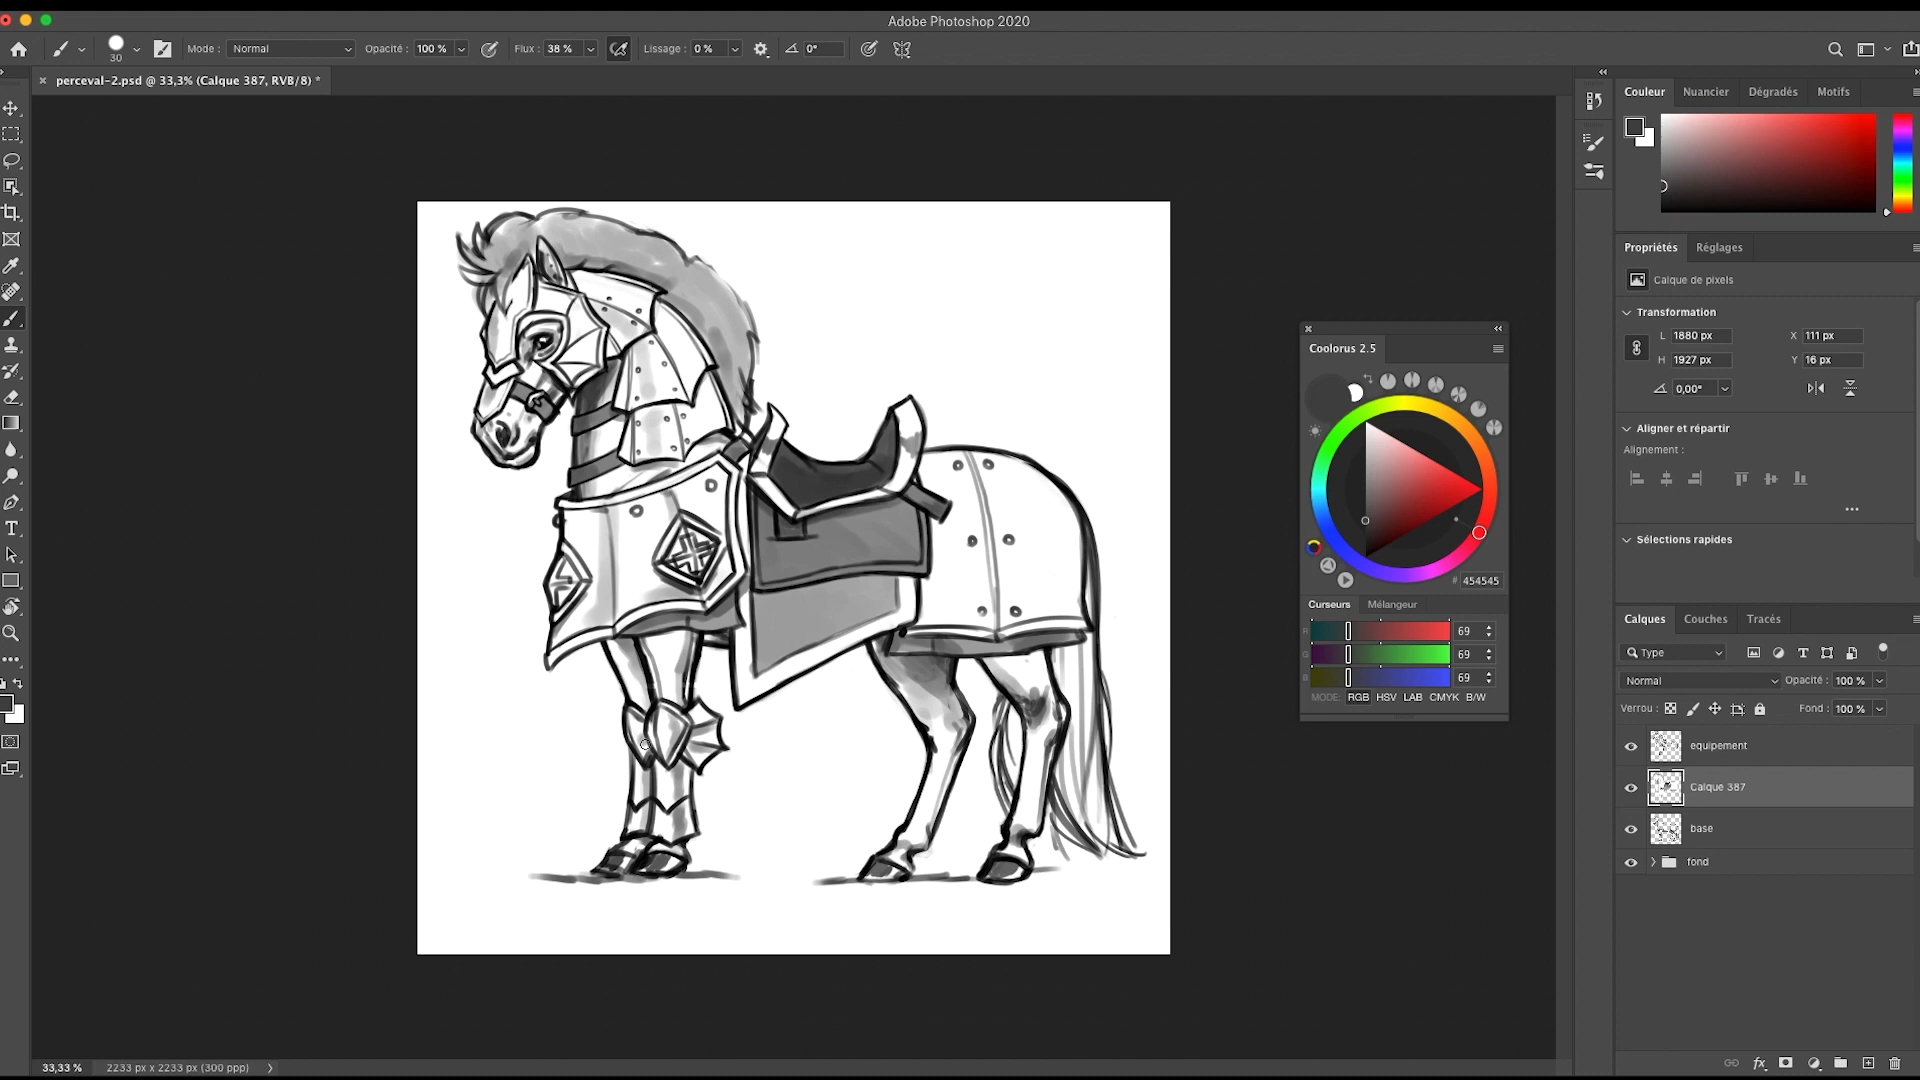 Adobe Photoshop 2020
30 Mode : Normal Opacité : 100 % Flux : 38 % Lissage : 0 % 0°
× perceval-2.psd @ 33,3% (Calque 387, RVB/8) *
Couleur Nuancier Dégradés Motifs
Propriétés Réglages
Calque de pixels
Transformation
L 1880 px X 111 px
H 1927 px Y 16 px
0,00°
Aligner et répartir
Alignement :
Sélections rapides
Coolorus 2.5
# 454545
Curseurs Mélangeur
R 69
G 69
B 69
MODE: RGB HSV LAB CMYK B/W
Calques Couches Tracés
Type
Normal Opacité : 100 %
Verrou : Fond : 100 %
equipement
Calque 387
base
fond
33,33 % 2233 px x 2233 px (300 ppp)